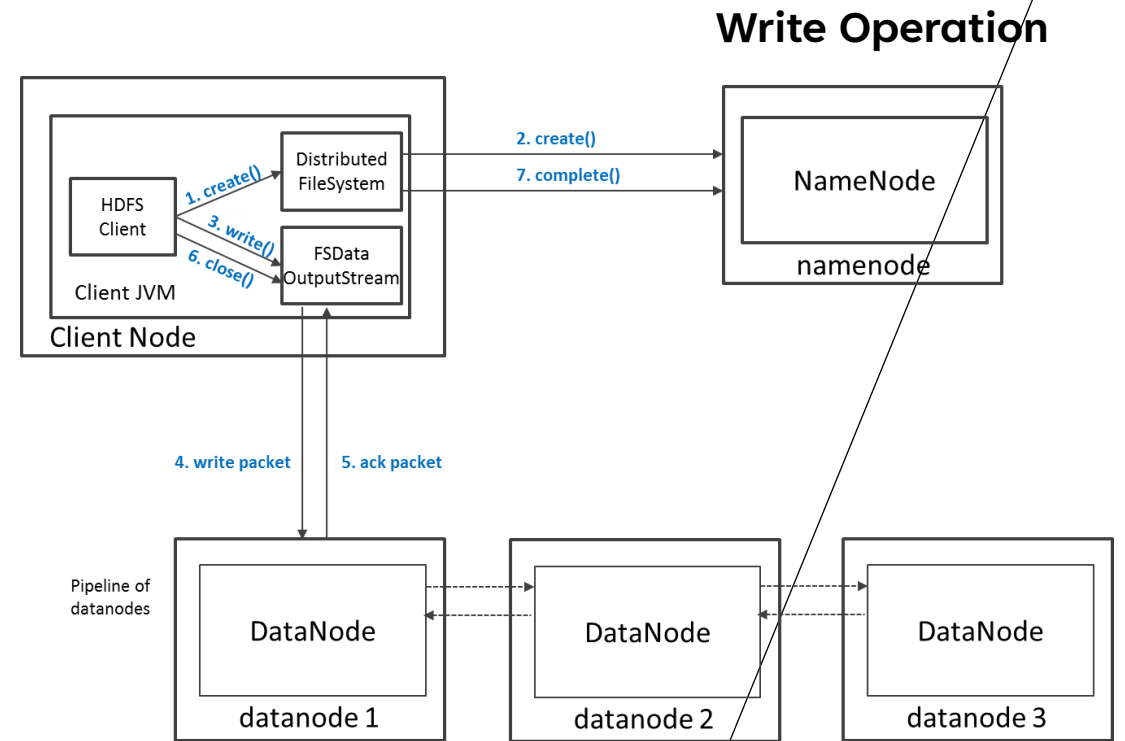 Write Operation
2. create()
7. complete()
Distributed
FileSystem
1. create()
HDFS
Client
3. write()
6. close()
FSData
OutputStream
Client JVM
Client Node
NameNode
namenode
4. write packet
5. ack packet
Pipeline of
datanodes
DataNode
datanode 1
DataNode
datanode 2
DataNode
datanode 3